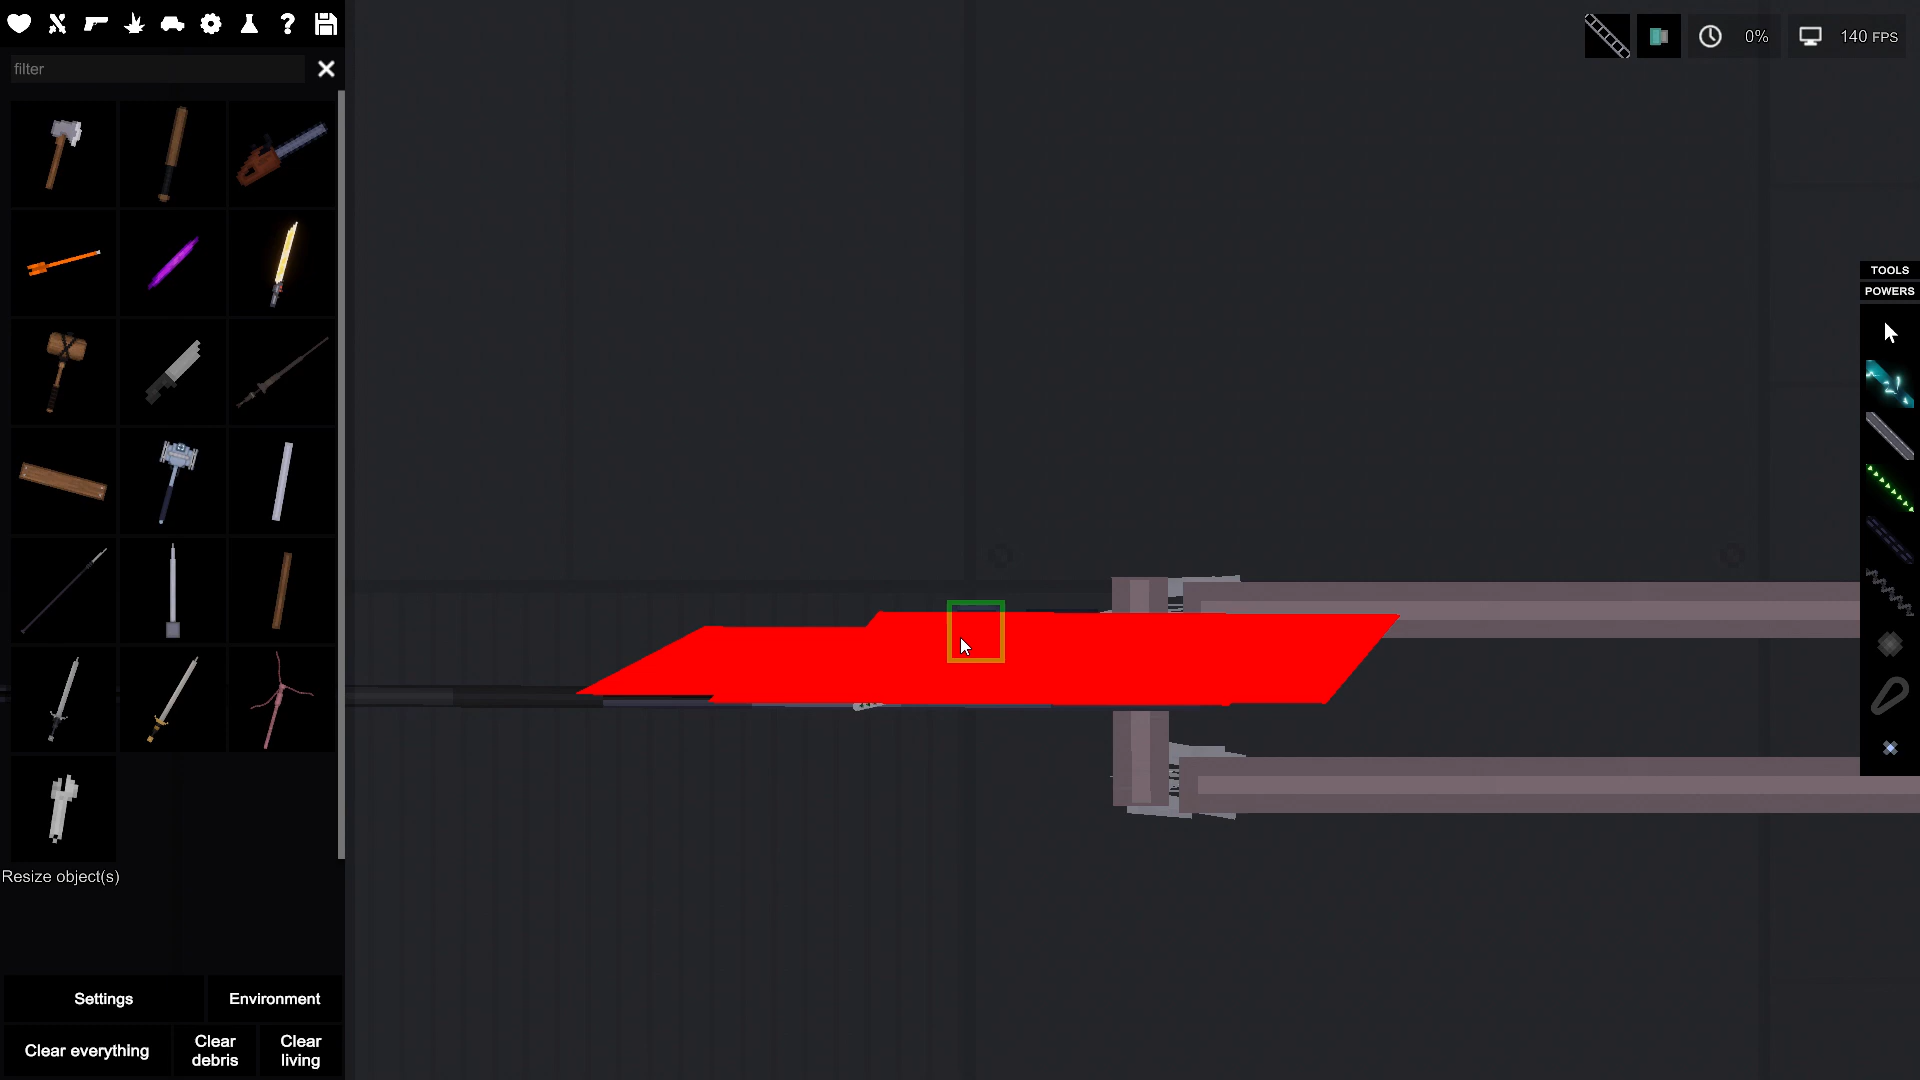 filter
0%
140 FPS
TOOLS
POWERS
Resize object(s)
Settings
Environment
Clear everything
Clear
debris
Clear
living